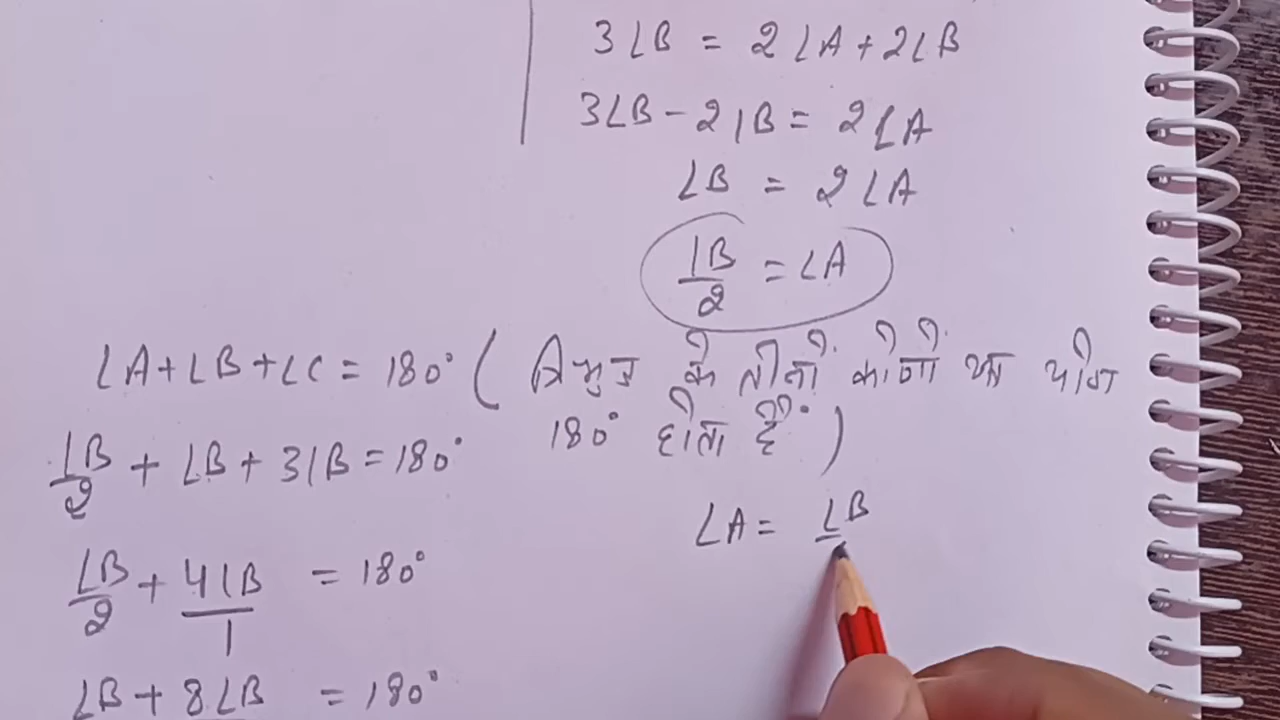 3∠B = 2∠A + 2∠B
3∠B - 2∠B = 2∠A
∠B = 2∠A
∠B/2 = ∠A
∠A + ∠B + ∠C = 180° ( त्रिभुज के तीनों कोणों का योग
180° होता है )
∠B/2 + ∠B + 3∠B = 180°
∠A = ∠B/
∠B/2 + 4∠B/1 = 180°
∠B + 8∠B = 180°